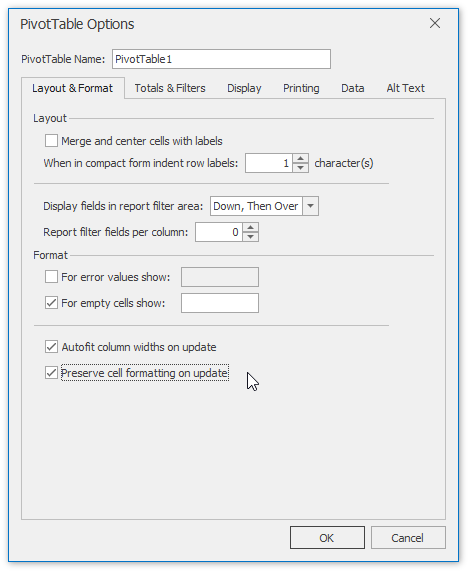 PivotTable Options
PivotTable Name: PivotTable1
Layout & Format Totals & Filters Display Printing Data Alt Text
Layout
Merge and center cells with labels
When in compact form indent row labels: 1 character(s)
Display fields in report filter area: Down, Then Over
Report filter fields per column: 0
Format
For error values show:
For empty cells show:
Autofit column widths on update
Preserve cell formatting on update
OK Cancel